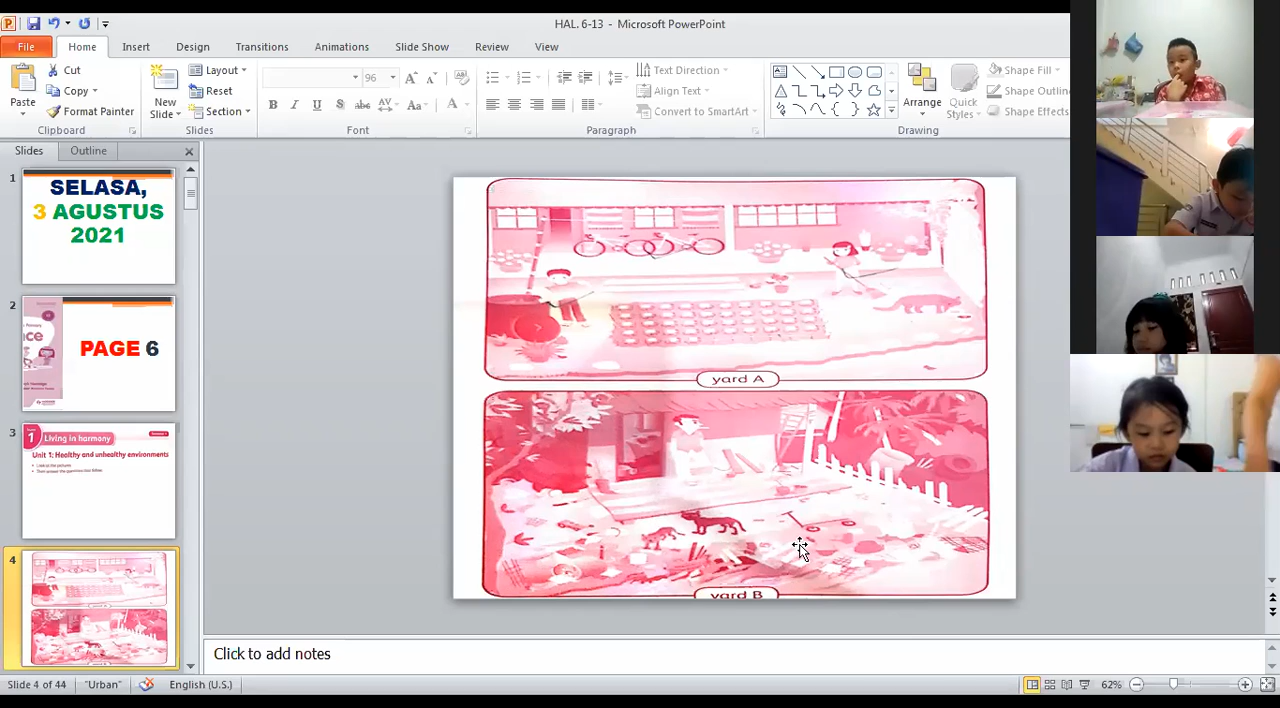 HAL. 6-13 - Microsoft PowerPoint
File Home Insert Design Transitions Animations Slide Show Review View
Paste
Cut
Copy
Format Painter
Clipboard
New
Slide
Layout
Reset
Section
Slides
96
Font
Text Direction
Align Text
Convert to SmartArt
Paragraph
Arrange
Quick
Styles
Shape Fill
Shape Outline
Shape Effects
Drawing
Slides Outline
1
SELASA,
3 AGUSTUS
2021
2
PAGE 6
3
1 Living in harmony
Unit 1: Healthy and unhealthy environments
4
yard A
yard B
Click to add notes
Slide 4 of 44 "Urban" English (U.S.) 62%